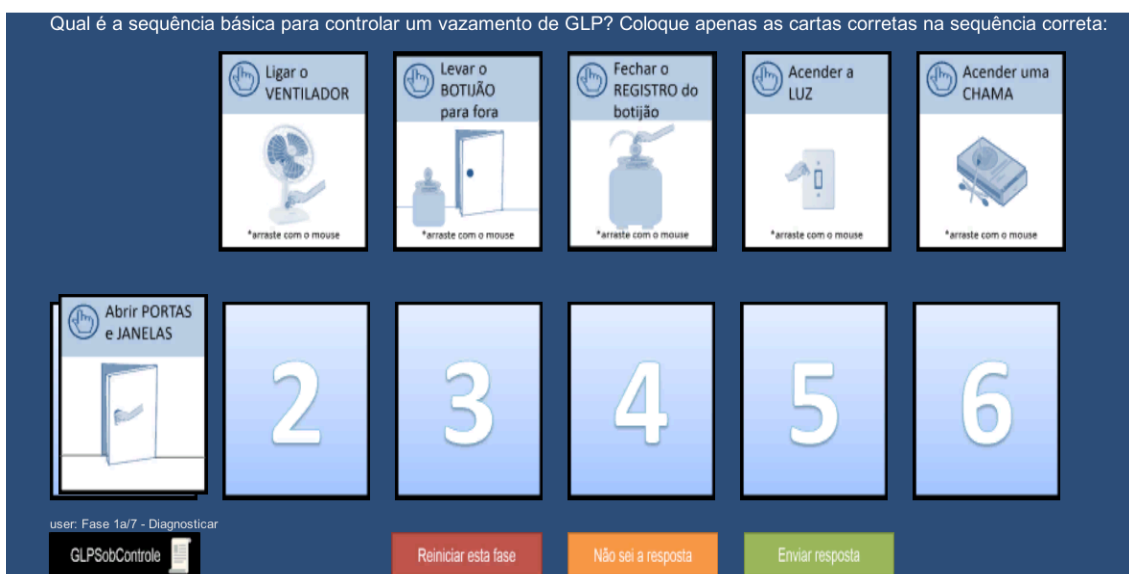 Qual é a sequência básica para controlar um vazamento de GLP? Coloque apenas as cartas corretas na sequência correta:
Ligar o
VENTILADOR
*arraste com o mouse
Levar o
BOTIJÃO
para fora
*arraste com o mouse
Fechar o
REGISTRO do
botijão
*arraste com o mouse
Acender a
LUZ
*arraste com o mouse
Acender uma
CHAMA
*arraste com o mouse
Abrir PORTAS
e JANELAS
2
3
4
5
6
user: Fase 1a/7 - Diagnosticar
GLPSobControle
Reiniciar esta fase
Não sei a resposta
Enviar resposta